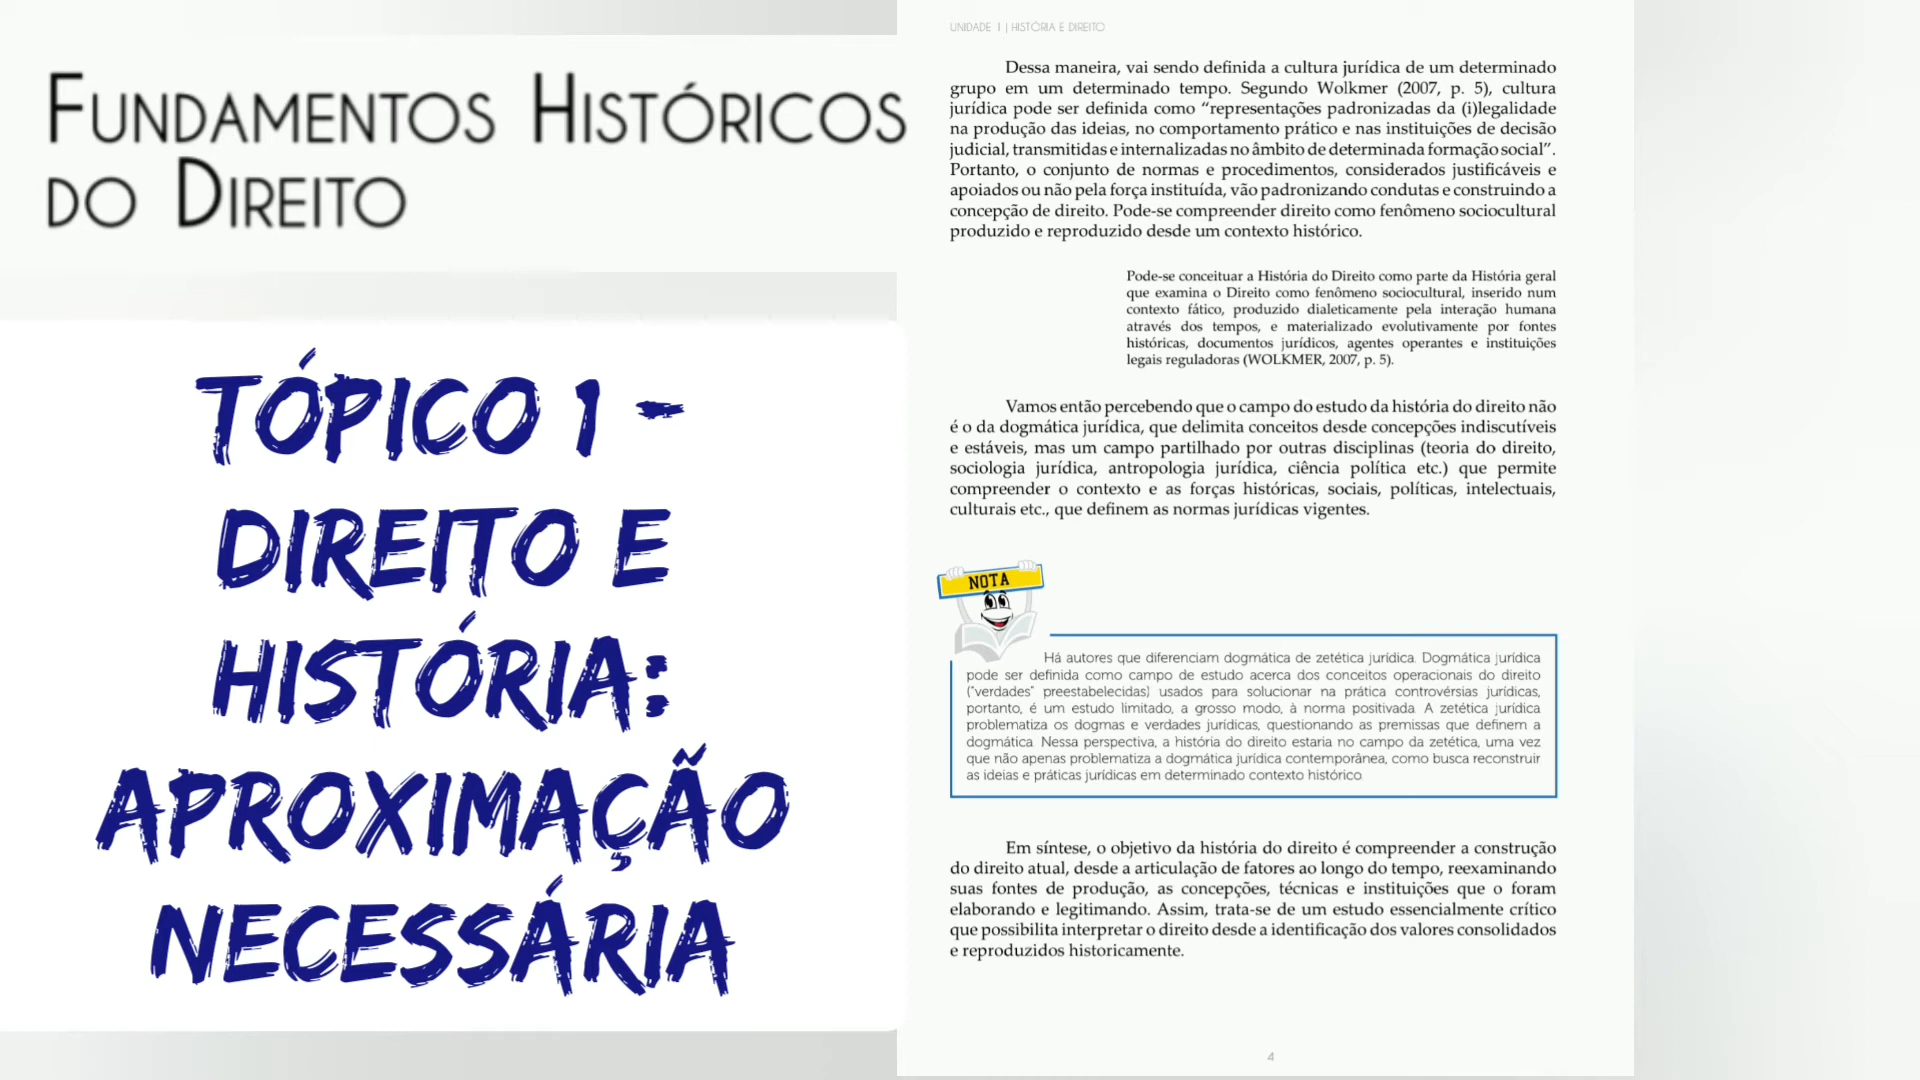 FUNDAMENTOS HISTÓRICOS
DO DIREITO
TÓPICO 1 -
DIREITO E
HISTÓRIA:
APROXIMAÇÃO
NECESSÁRIA
UNIDADE 1 | HISTÓRIA E DIREITO
Dessa maneira, vai sendo definida a cultura jurídica de um determinado
grupo em um determinado tempo. Segundo Wolkmer (2007, p. 5), cultura
jurídica pode ser definida como “representações padronizadas da (i)legalidade
na produção das ideias, no comportamento prático e nas instituições de decisão
judicial, transmitidas e internalizadas no âmbito de determinada formação social”.
Portanto, o conjunto de normas e procedimentos, considerados justificáveis e
apoiados ou não pela força instituída, vão padronizando condutas e construindo a
concepção de direito. Pode-se compreender direito como fenômeno sociocultural
produzido e reproduzido desde um contexto histórico.
Pode-se conceituar a História do Direito como parte da História geral
que examina o Direito como fenômeno sociocultural, inserido num
contexto fático, produzido dialeticamente pela interação humana
através dos tempos, e materializado evolutivamente por fontes
históricas, documentos jurídicos, agentes operantes e instituições
legais reguladoras (WOLKMER, 2007, p. 5).
Vamos então percebendo que o campo do estudo da história do direito não
é o da dogmática jurídica, que delimita conceitos desde concepções indiscutíveis
e estáveis, mas um campo partilhado por outras disciplinas (teoria do direito,
sociologia jurídica, antropologia jurídica, ciência política etc.) que permite
compreender o contexto e as forças históricas, sociais, políticas, intelectuais,
culturais etc., que definem as normas jurídicas vigentes.
NOTA
Há autores que diferenciam dogmática de zetética jurídica. Dogmática jurídica
pode ser definida como campo de estudo acerca dos conceitos operacionais do direito
(“verdades” preestabelecidas) usados para solucionar na prática controvérsias jurídicas,
portanto, é um estudo limitado, a grosso modo, à norma positivada. A zetética jurídica
problematiza os dogmas e verdades jurídicas, questionando as premissas que definem a
dogmática. Nessa perspectiva, a história do direito estaria no campo da zetética, uma vez
que não apenas problematiza a dogmática jurídica contemporânea, como busca reconstruir
as ideias e práticas jurídicas em determinado contexto histórico.
Em síntese, o objetivo da história do direito é compreender a construção
do direito atual, desde a articulação de fatores ao longo do tempo, reexaminando
suas fontes de produção, as concepções, técnicas e instituições que o foram
elaborando e legitimando. Assim, trata-se de um estudo essencialmente crítico
que possibilita interpretar o direito desde a identificação dos valores consolidados
e reproduzidos historicamente.
4